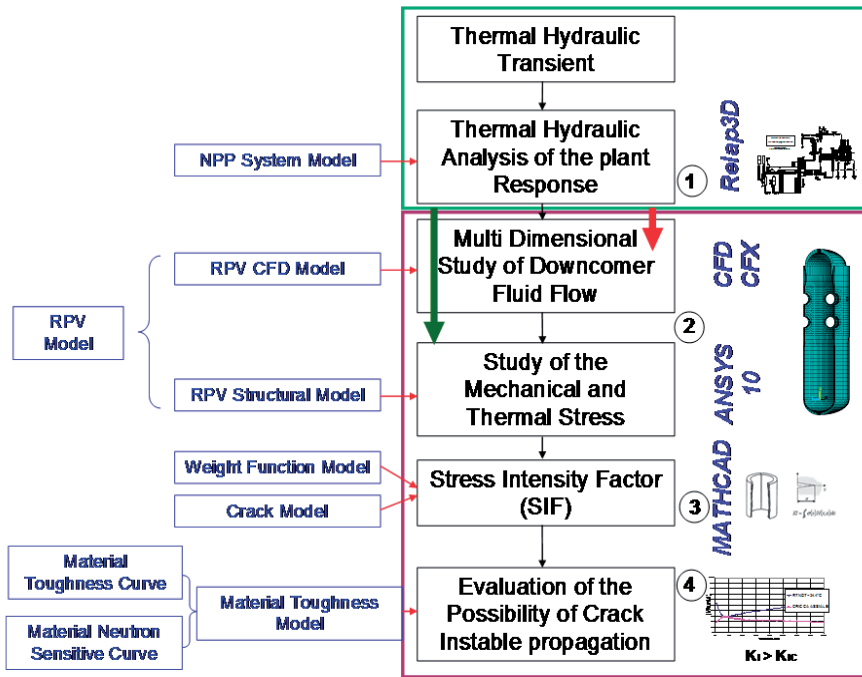 Thermal Hydraulic
Transient
Thermal Hydraulic
Analysis of the plant
Response
NPP System Model
1
Relap3D
Multi Dimensional
Study of Downcomer
Fluid Flow
RPV CFD Model
CFD
CFX
2
RPV
Model
Study of the
Mechanical and
Thermal Stress
RPV Structural Model
ANSYS
10
Weight Function Model
Crack Model
Stress Intensity Factor
(SIF)
3
MATHCAD
Material
Toughness Curve
Material Neutron
Sensitive Curve
Material Toughness
Model
Evaluation of the
Possibility of Crack
Instable propagation
4
KI > KIC